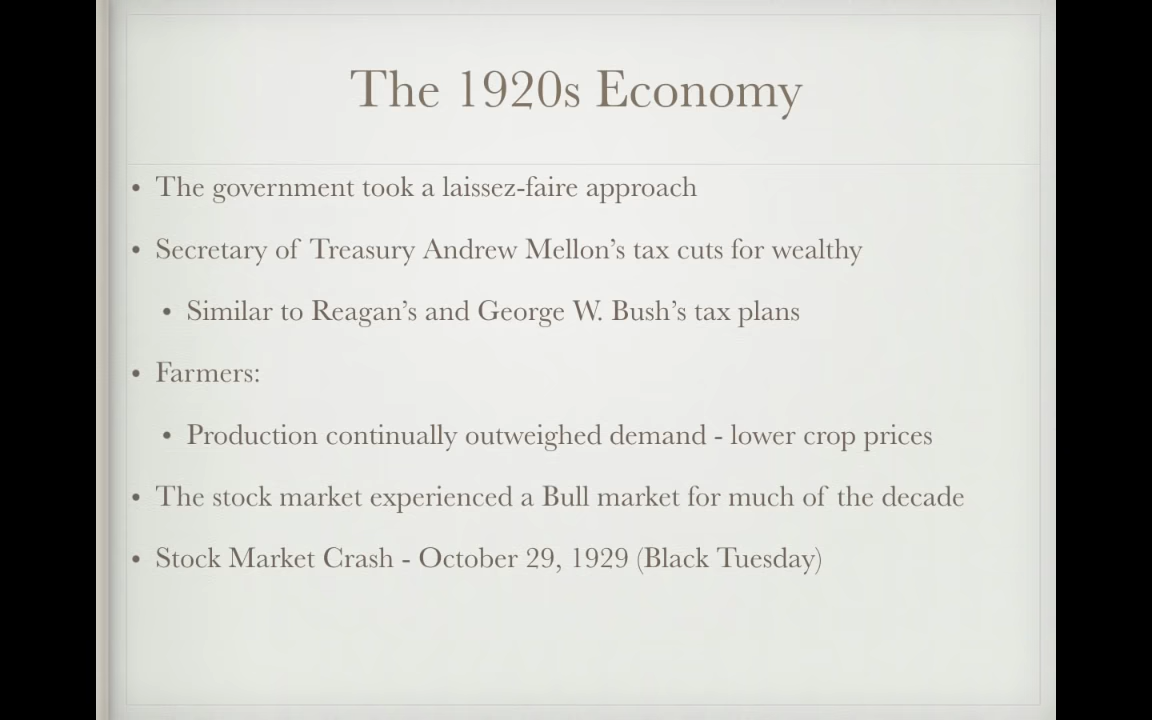 The 1920s Economy
• The government took a laissez-faire approach
• Secretary of Treasury Andrew Mellon’s tax cuts for wealthy
• Similar to Reagan’s and George W. Bush’s tax plans
• Farmers:
• Production continually outweighed demand - lower crop prices
• The stock market experienced a Bull market for much of the decade
• Stock Market Crash - October 29, 1929 (Black Tuesday)